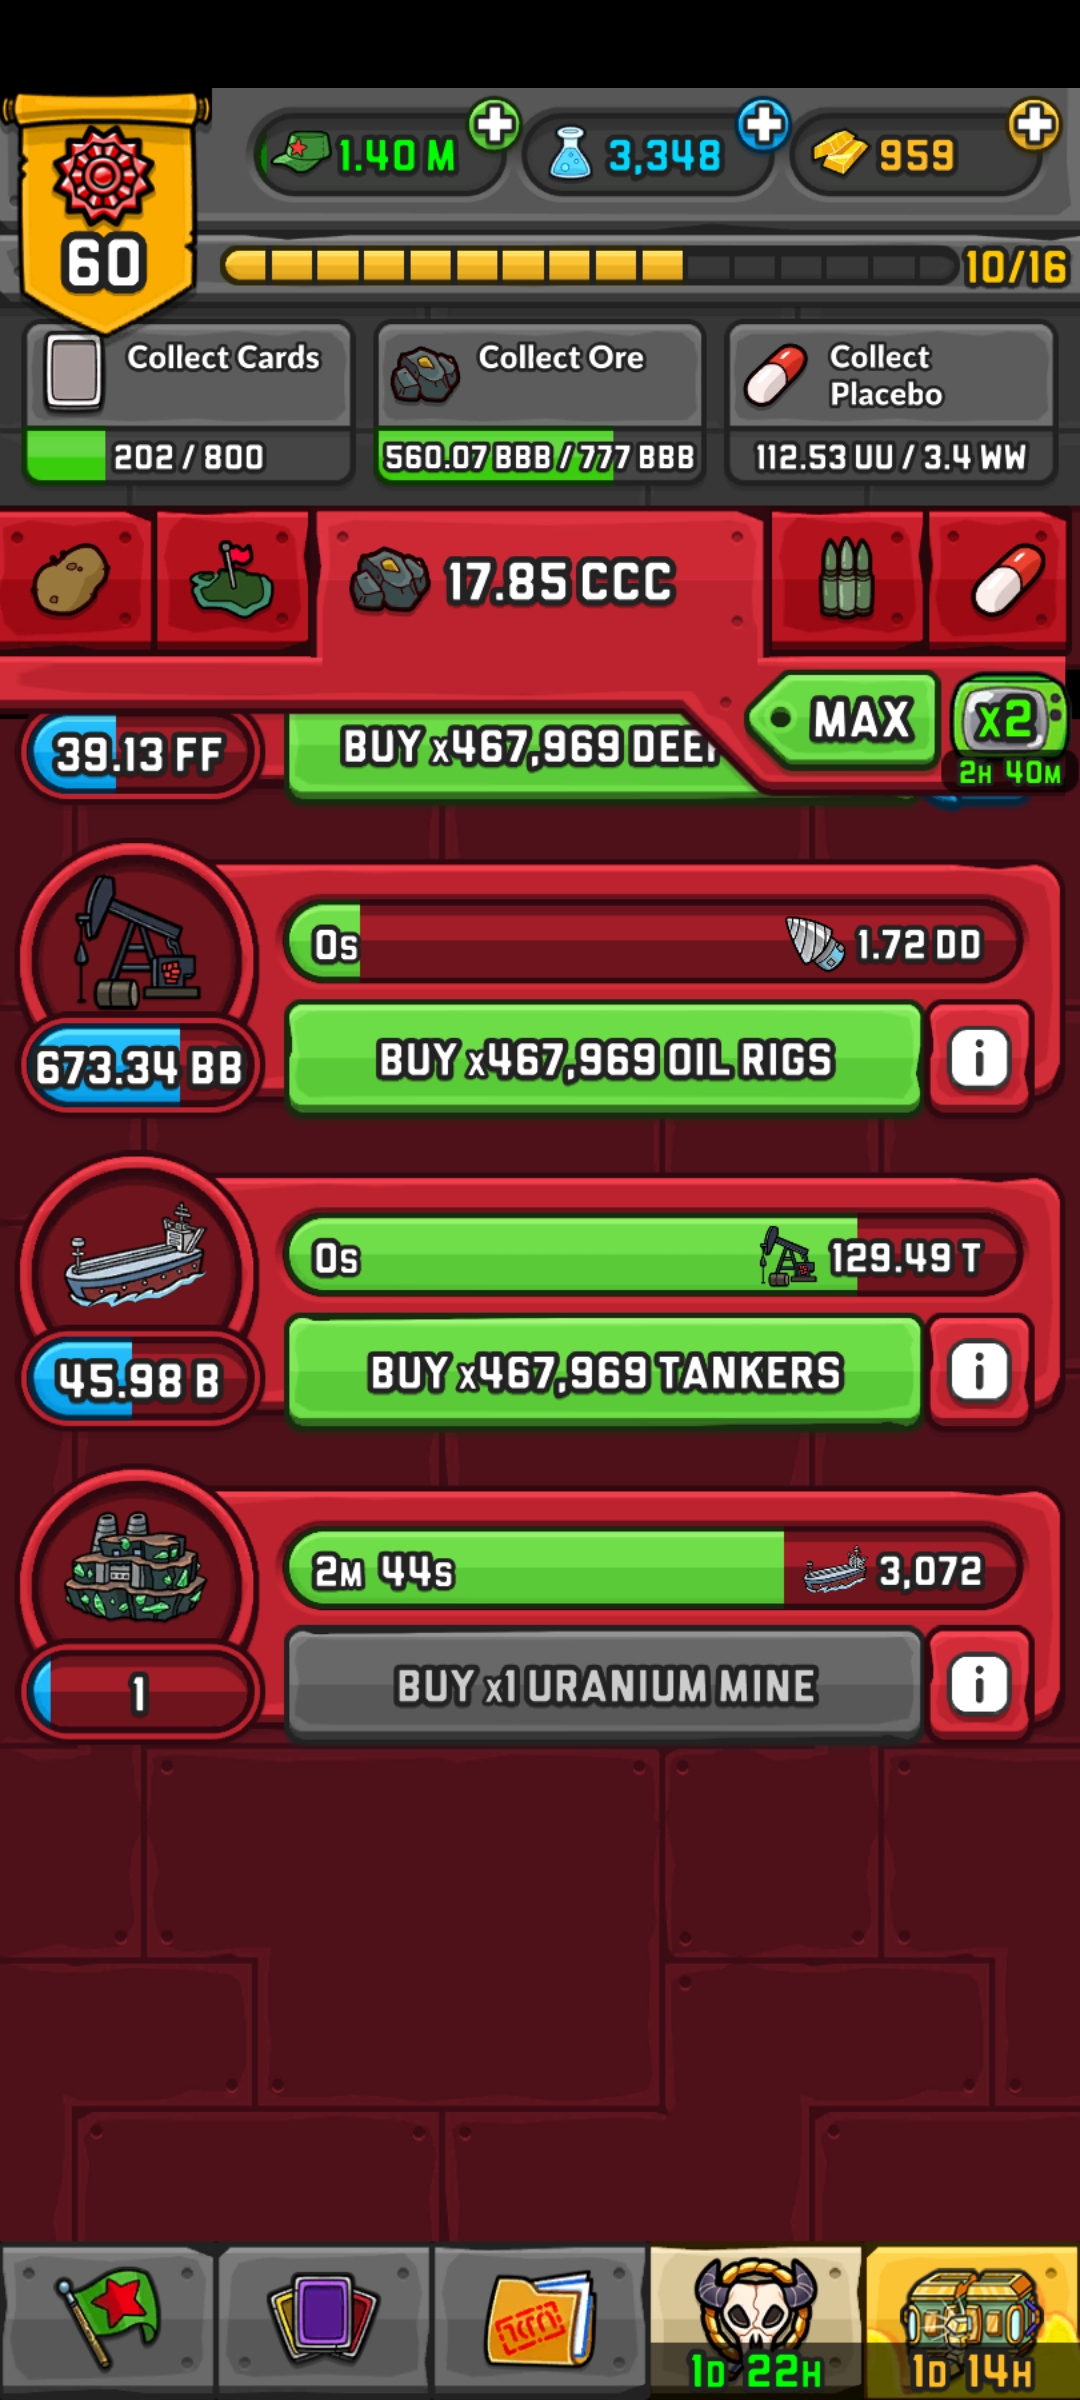 1.40 M
3,348
959
60
10/16
Collect Cards
202 / 800
Collect Ore
560.07 BBB / 777 BBB
Collect
Placebo
112.53 UU / 3.4 WW
17.85 CCC
MAX
x2
2H 40M
39.13 FF
BUY x467,969
0s
1.72 DD
673.34 BB
BUY x467,969 OIL RIGS
i
0s
129.49 T
45.98 B
BUY x467,969 TANKERS
i
2M 44s
3,072
1
BUY x1 URANIUM MINE
i
1D 22H
1D 14H